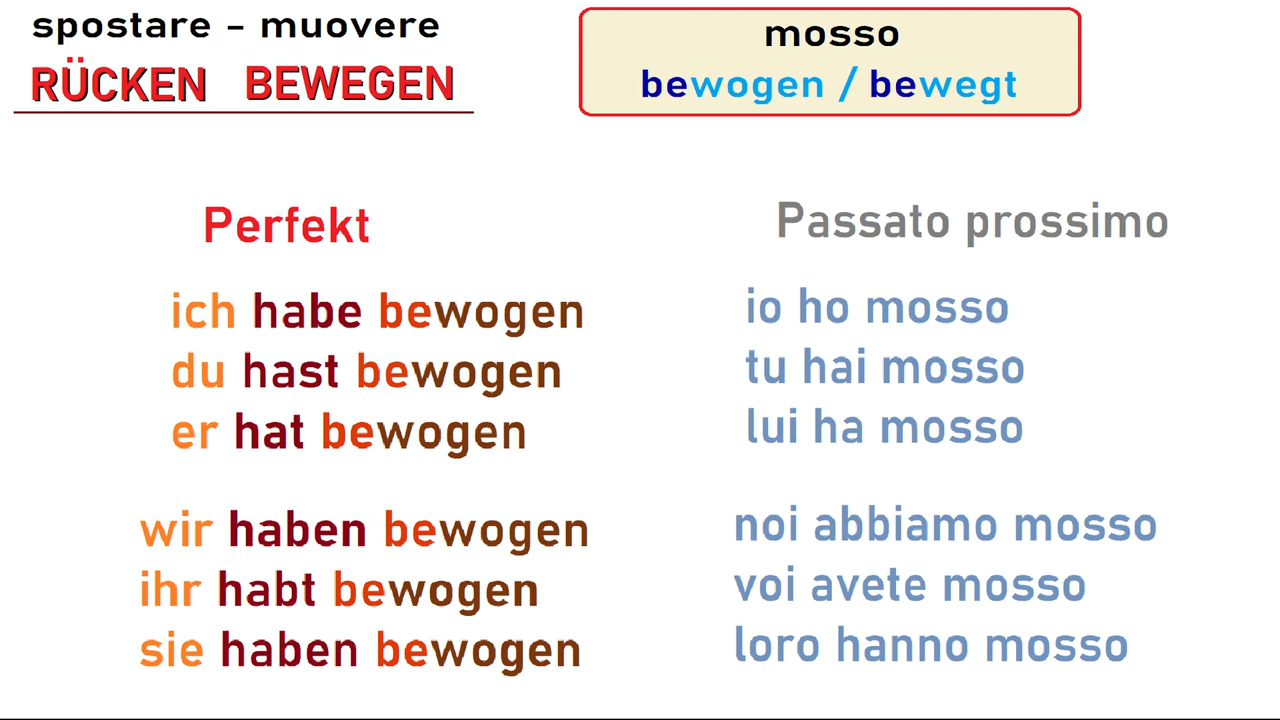 spostare - muovere
RÜCKEN BEWEGEN
mosso
bewogen / bewegt
Perfekt
ich habe bewogen
du hast bewogen
er hat bewogen
wir haben bewogen
ihr habt bewogen
sie haben bewogen
Passato prossimo
io ho mosso
tu hai mosso
lui ha mosso
noi abbiamo mosso
voi avete mosso
loro hanno mosso